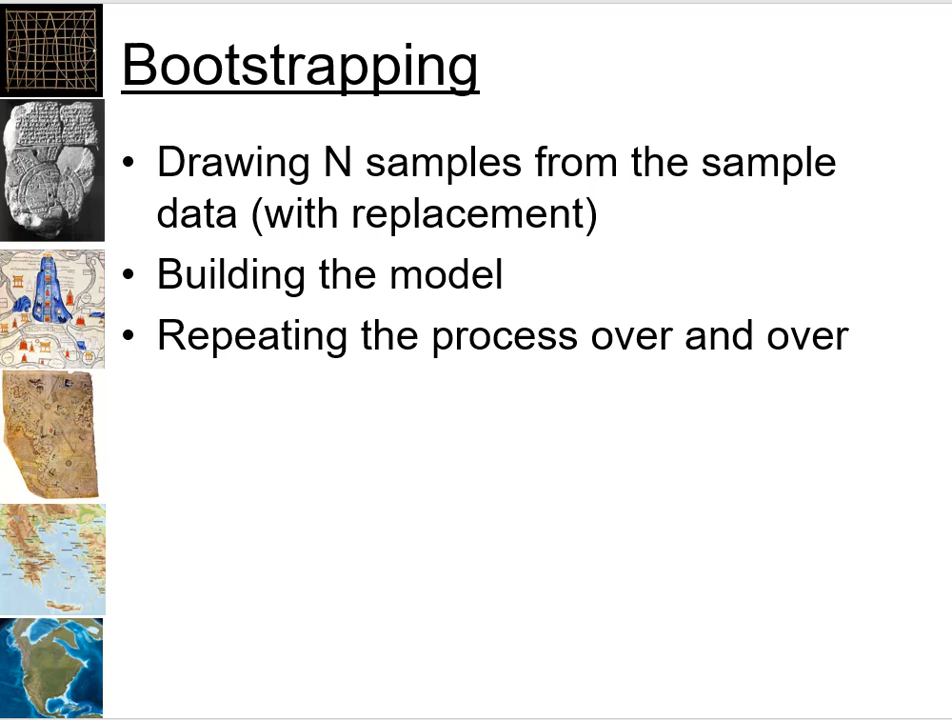 Bootstrapping
• Drawing N samples from the sample
data (with replacement)
• Building the model
• Repeating the process over and over